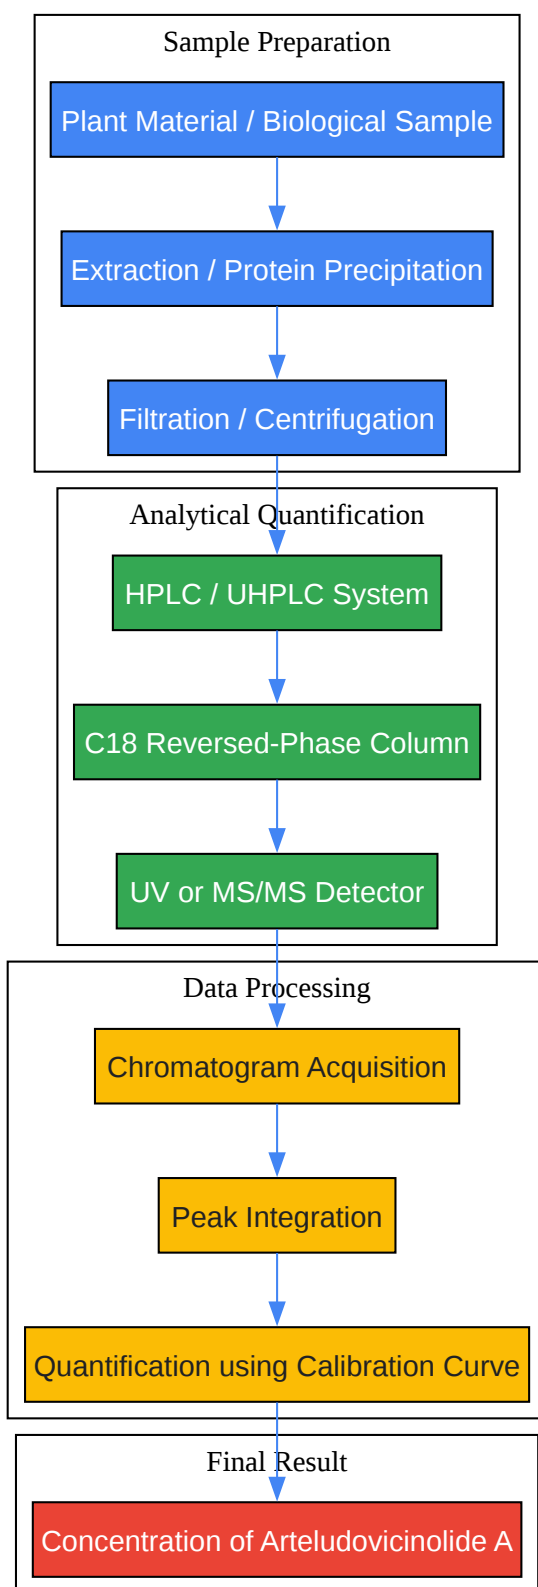 Sample Preparation
Plant Material / Biological Sample
Extraction / Protein Precipitation
Filtration / Centrifugation
Analytical Quantification
HPLC / UHPLC System
C18 Reversed-Phase Column
UV or MS/MS Detector
Data Processing
Chromatogram Acquisition
Peak Integration
Quantification using Calibration Curve
Final Result
Concentration of Arteludovicinolide A